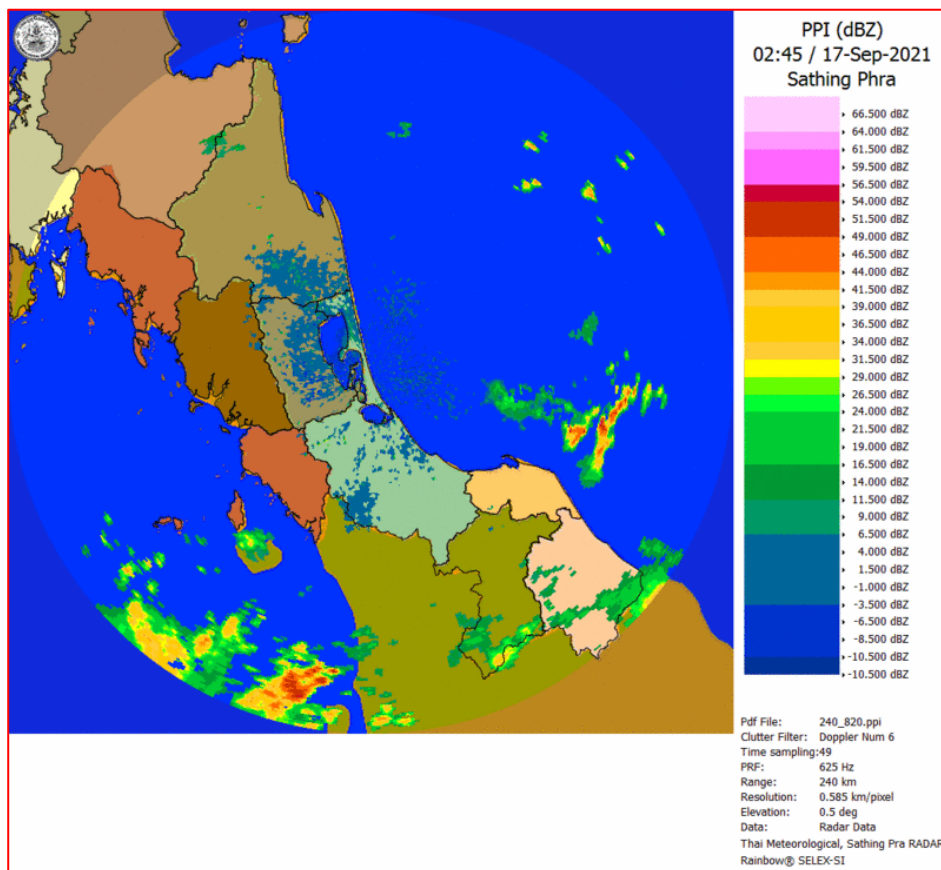 PPI (dBZ)
02:45 / 17-Sep-2021
Sathing Phra
66.500 dBZ
64.000 dBZ
61.500 dBZ
59.500 dBZ
56.500 dBZ
54.000 dBZ
51.500 dBZ
49.000 dBZ
46.500 dBZ
44.000 dBZ
41.500 dBZ
39.000 dBZ
36.500 dBZ
34.000 dBZ
31.500 dBZ
29.000 dBZ
26.500 dBZ
24.000 dBZ
21.500 dBZ
19.000 dBZ
16.500 dBZ
14.000 dBZ
11.500 dBZ
9.000 dBZ
6.500 dBZ
4.000 dBZ
1.500 dBZ
-1.000 dBZ
-3.500 dBZ
-6.500 dBZ
-8.500 dBZ
-10.500 dBZ
-10.500 dBZ
Pdf File: 240_820.ppi
Clutter Filter: Doppler Num 6
Time sampling:49
PRF: 625 Hz
Range: 240 km
Resolution: 0.585 km/pixel
Elevation: 0.5 deg
Data: Radar Data
Thai Meteorological, Sathing Pra RADAR
Rainbow® SELEX-SI